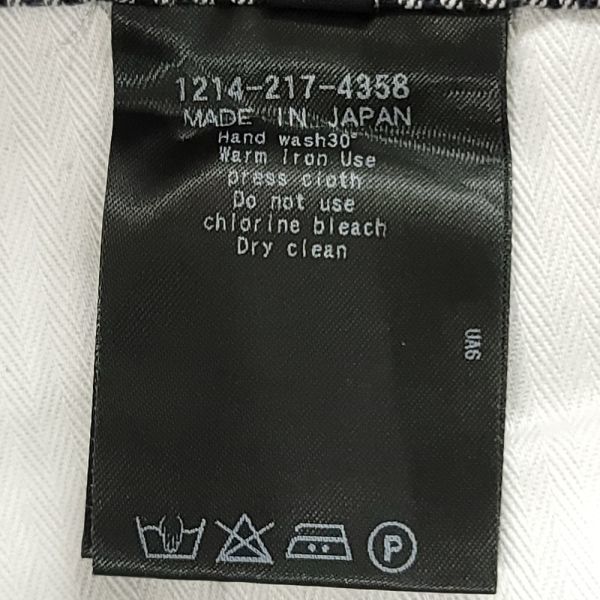 1214-217-4358
MADE IN JAPAN
Hand wash30°
Warm iron Use
press cloth
Do not use
chlorine bleach
Dry clean
UA6
P